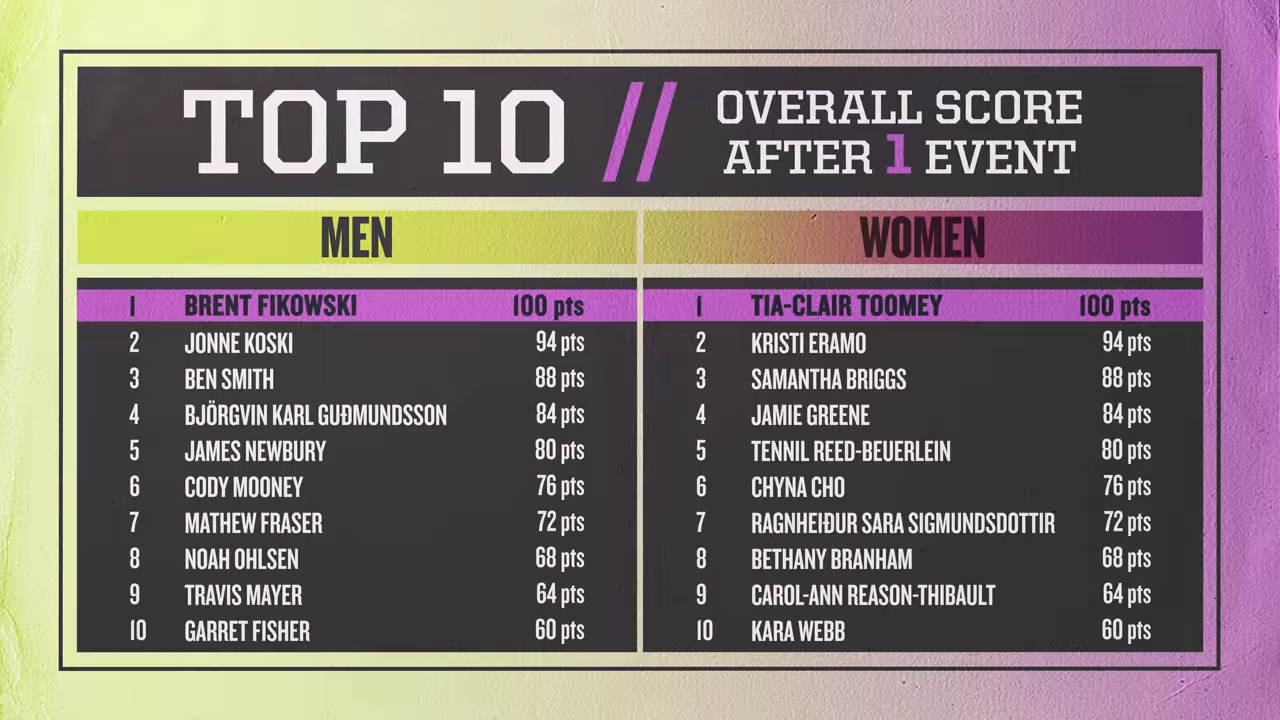 TOP 10 // OVERALL SCORE
AFTER 1 EVENT
MEN
1 BRENT FIKOWSKI 100 pts
2 JONNE KOSKI 94 pts
3 BEN SMITH 88 pts
4 BJÖRGVIN KARL GUÐMUNDSSON 84 pts
5 JAMES NEWBURY 80 pts
6 CODY MOONEY 76 pts
7 MATHEW FRASER 72 pts
8 NOAH OHLSEN 68 pts
9 TRAVIS MAYER 64 pts
10 GARRET FISHER 60 pts
WOMEN
1 TIA-CLAIR TOOMEY 100 pts
2 KRISTI ERAMO 94 pts
3 SAMANTHA BRIGGS 88 pts
4 JAMIE GREENE 84 pts
5 TENNIL REED-BEUERLEIN 80 pts
6 CHYNA CHO 76 pts
7 RAGNHEIÐUR SARA SIGMUNDSDOTTIR 72 pts
8 BETHANY BRANHAM 68 pts
9 CAROL-ANN REASON-THIBAULT 64 pts
10 KARA WEBB 60 pts